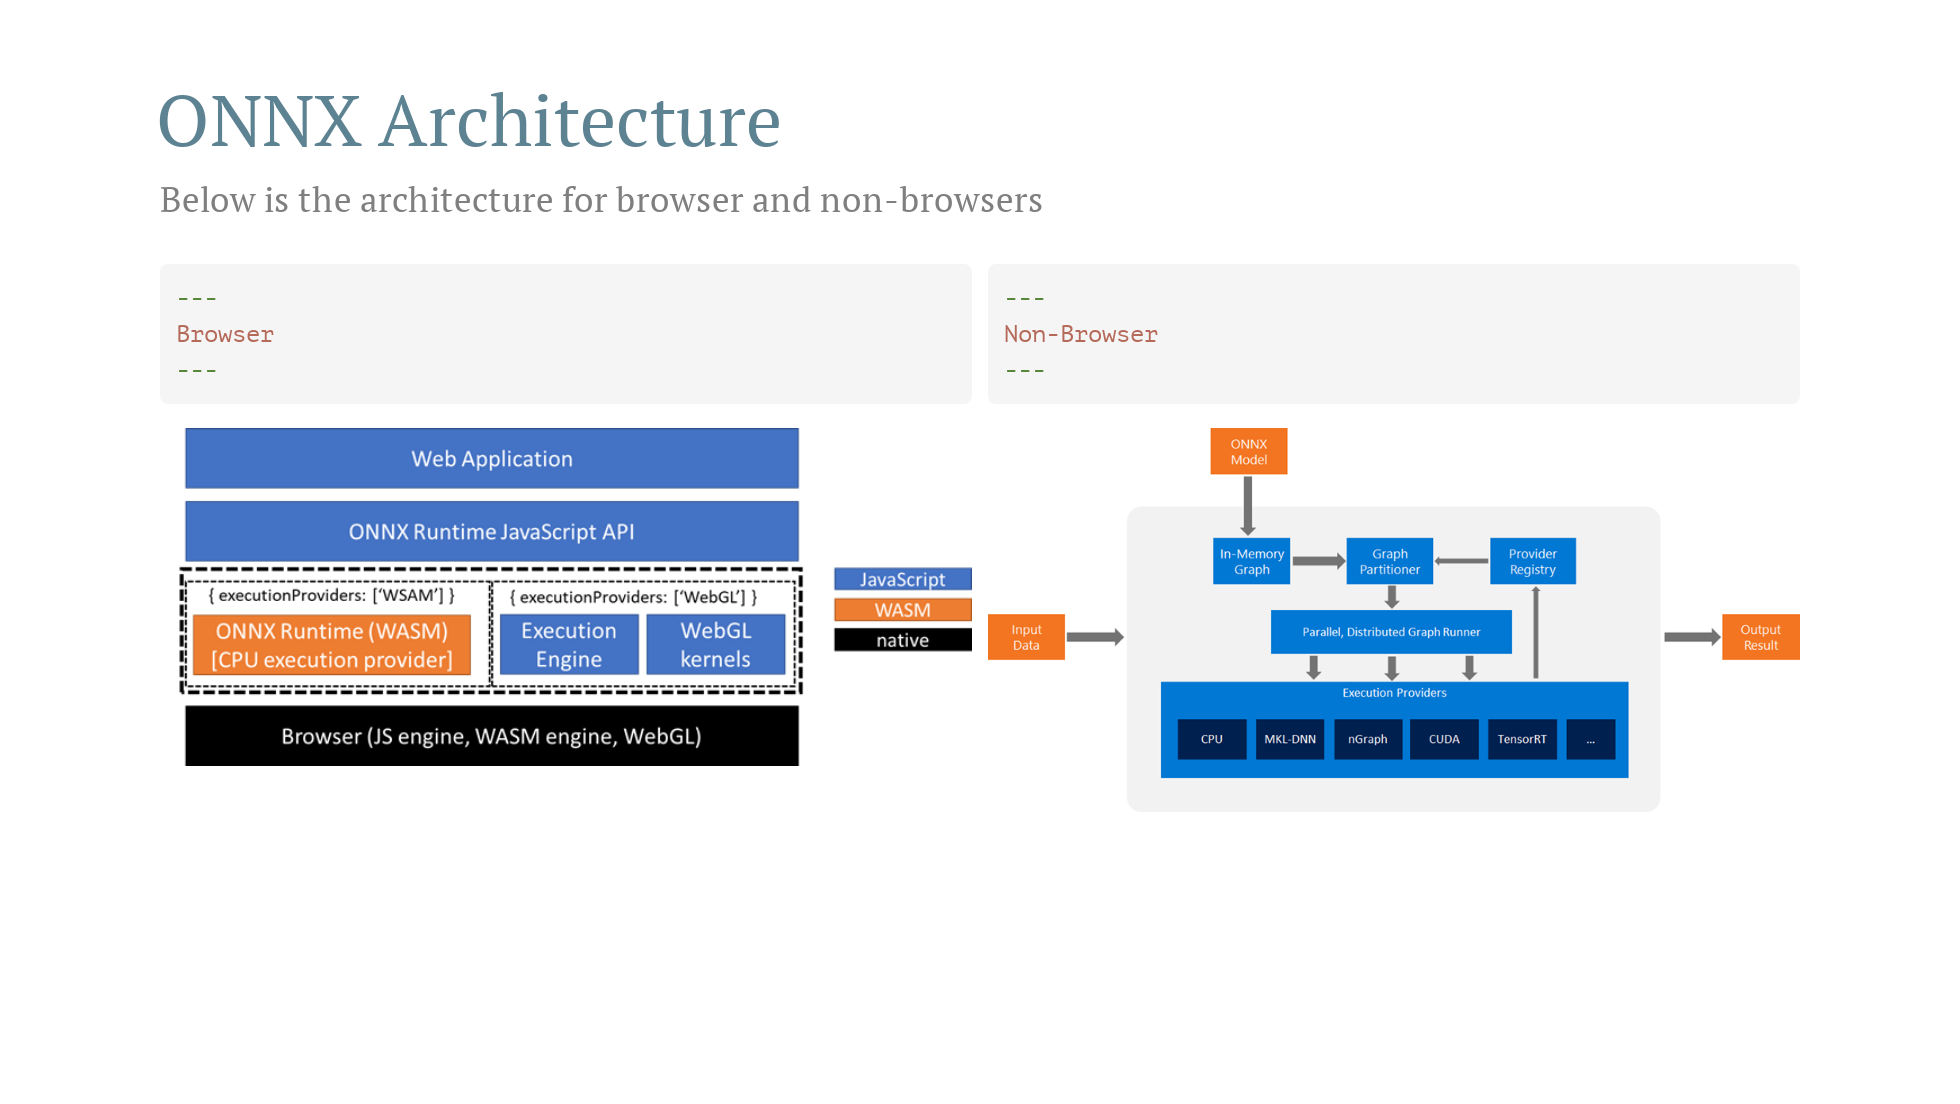 ONNX Architecture
Below is the architecture for browser and non-browsers
---
Browser
---
Web Application
ONNX Runtime JavaScript API
{ executionProviders: [‘WSAM’] }
{ executionProviders: [‘WebGL’] }
ONNX Runtime (WASM)
[CPU execution provider]
Execution
Engine
WebGL
kernels
Browser (JS engine, WASM engine, WebGL)
JavaScript
WASM
native
---
Non-Browser
---
ONNX
Model
In-Memory
Graph
Graph
Partitioner
Provider
Registry
Input
Data
Parallel, Distributed Graph Runner
Output
Result
Execution Providers
CPU
MKL-DNN
nGraph
CUDA
TensorRT
...